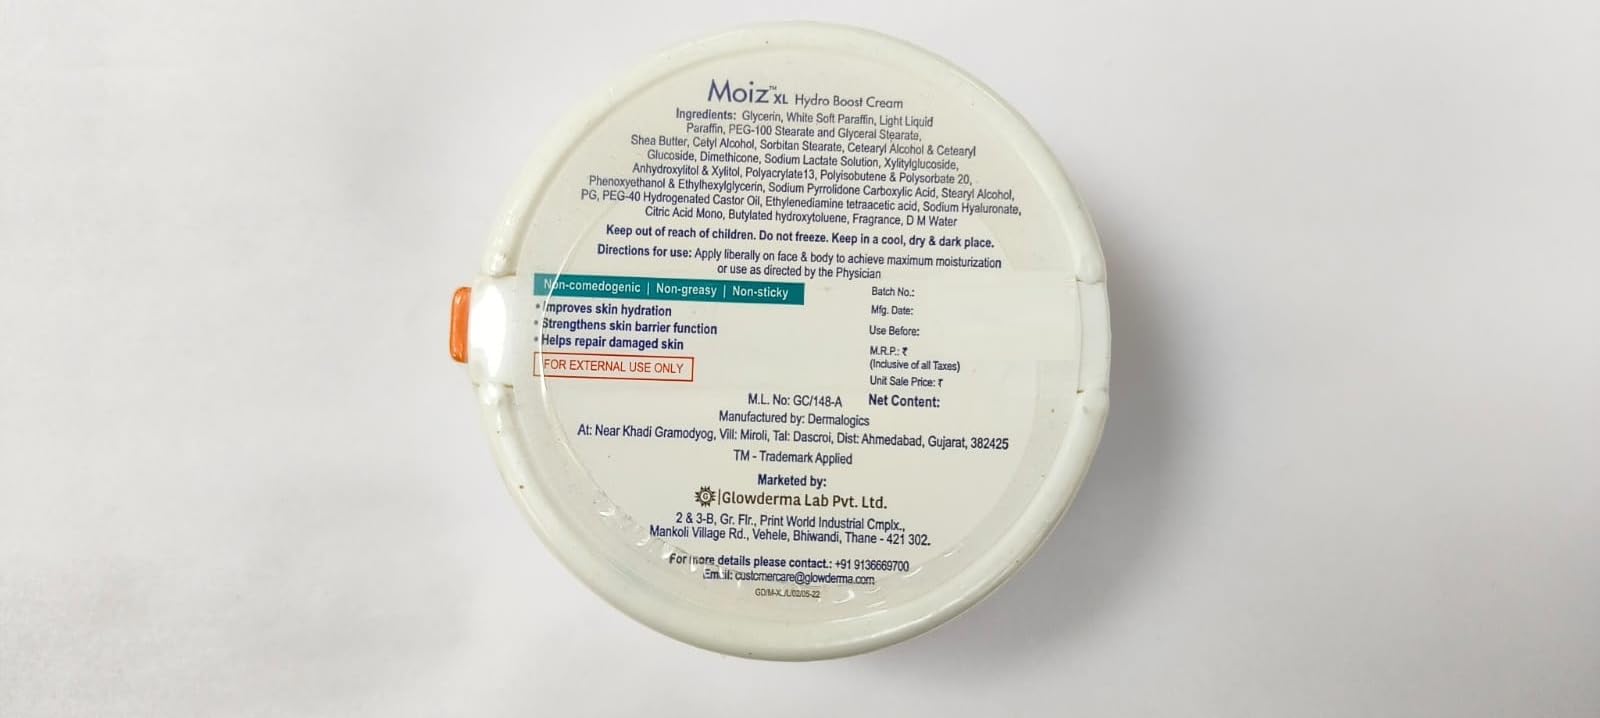 Moiz™ XL Hydro Boost Cream
Ingredients: Glycerin, White Soft Paraffin, Light Liquid
Paraffin, PEG-100 Stearate and Glyceral Stearate,
Shea Butter, Cetyl Alcohol, Sorbitan Stearate, Cetearyl Alcohol & Cetearyl
Glucoside, Dimethicone, Sodium Lactate Solution, Xylitylglucoside,
Anhydroxylitol & Xylitol, Polyacrylate13, Polyisobutene & Polysorbate 20,
Phenoxyethanol & Ethylhexylglycerin, Sodium Pyrrolidone Carboxylic Acid, Stearyl Alcohol,
PG, PEG-40 Hydrogenated Castor Oil, Ethylenediamine tetraacetic acid, Sodium Hyaluronate,
Citric Acid Mono, Butylated hydroxytoluene, Fragrance, D M Water
Keep out of reach of children. Do not freeze. Keep in a cool, dry & dark place.
Directions for use: Apply liberally on face & body to achieve maximum moisturization
or use as directed by the Physician
Non-comedogenic | Non-greasy | Non-sticky
• Improves skin hydration
• Strengthens skin barrier function
• Helps repair damaged skin
FOR EXTERNAL USE ONLY
Batch No.:
Mfg. Date:
Use Before:
M.R.P.: ₹
(Inclusive of all Taxes)
Unit Sale Price: ₹
M.L. No: GC/148-A Net Content:
Manufactured by: Dermalogics
At: Near Khadi Gramodyog, Vill: Miroli, Tal: Dascroi, Dist: Ahmedabad, Gujarat, 382425
TM - Trademark Applied
Marketed by:
G |Glowderma Lab Pvt. Ltd.
2 & 3-B, Gr. Flr., Print World Industrial Cmplx.,
Mankoli Village Rd., Vehele, Bhiwandi, Thane - 421 302.
For more details please contact.: +91 9136669700
Email: customercare@glowderma.com
GD/M-XL/L/02/05-22